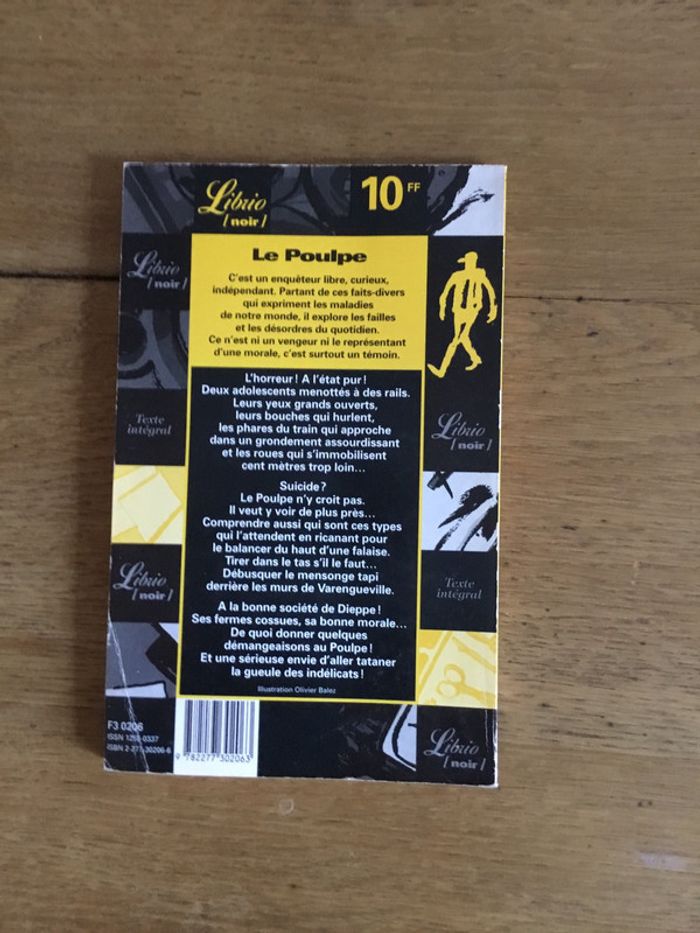 Librio
/ noir /
10 FF
Librio
/ noir /
Le Poulpe
C'est un enquêteur libre, curieux,
indépendant. Partant de ces faits-divers
qui expriment les maladies
de notre monde, il explore les failles
et les désordres du quotidien.
Ce n'est ni un vengeur ni le représentant
d'une morale, c'est surtout un témoin.
L'horreur ! A l'état pur !
Deux adolescents menottés à des rails.
Leurs yeux grands ouverts,
leurs bouches qui hurlent,
les phares du train qui approche
dans un grondement assourdissant
et les roues qui s'immobilisent
cent mètres trop loin...
Texte
intégral
Librio
/ noir /
Suicide ?
Le Poulpe n'y croit pas.
Il veut y voir de plus près...
Comprendre aussi qui sont ces types
qui l'attendent en ricanant pour
le balancer du haut d'une falaise.
Tirer dans le tas s'il le faut...
Débusquer le mensonge tapi
derrière les murs de Varengueville.
Librio
/ noir /
Texte
intégral
A la bonne société de Dieppe !
Ses fermes cossues, sa bonne morale...
De quoi donner quelques
démangeaisons au Poulpe !
Et une sérieuse envie d'aller tataner
la gueule des indélicats !
Illustration Olivier Balez
F3 0206
ISSN 1255-0337
ISBN 2-277-30206-6
9 782277 302063
Librio
/ noir /